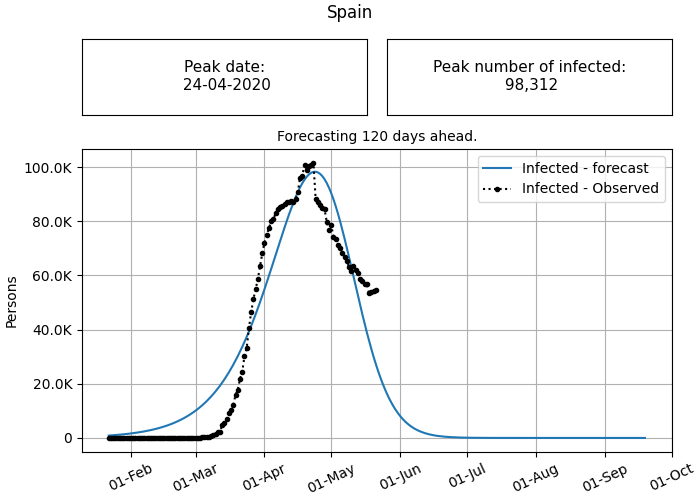 Spain
Peak date:
24-04-2020
Peak number of infected:
98,312
Forecasting 120 days ahead.
Infected - forecast
Infected - Observed
Persons
100.0K
80.0K
60.0K
40.0K
20.0K
0
01-Feb
01-Mar
01-Apr
01-May
01-Jun
01-Jul
01-Aug
01-Sep
01-Oct